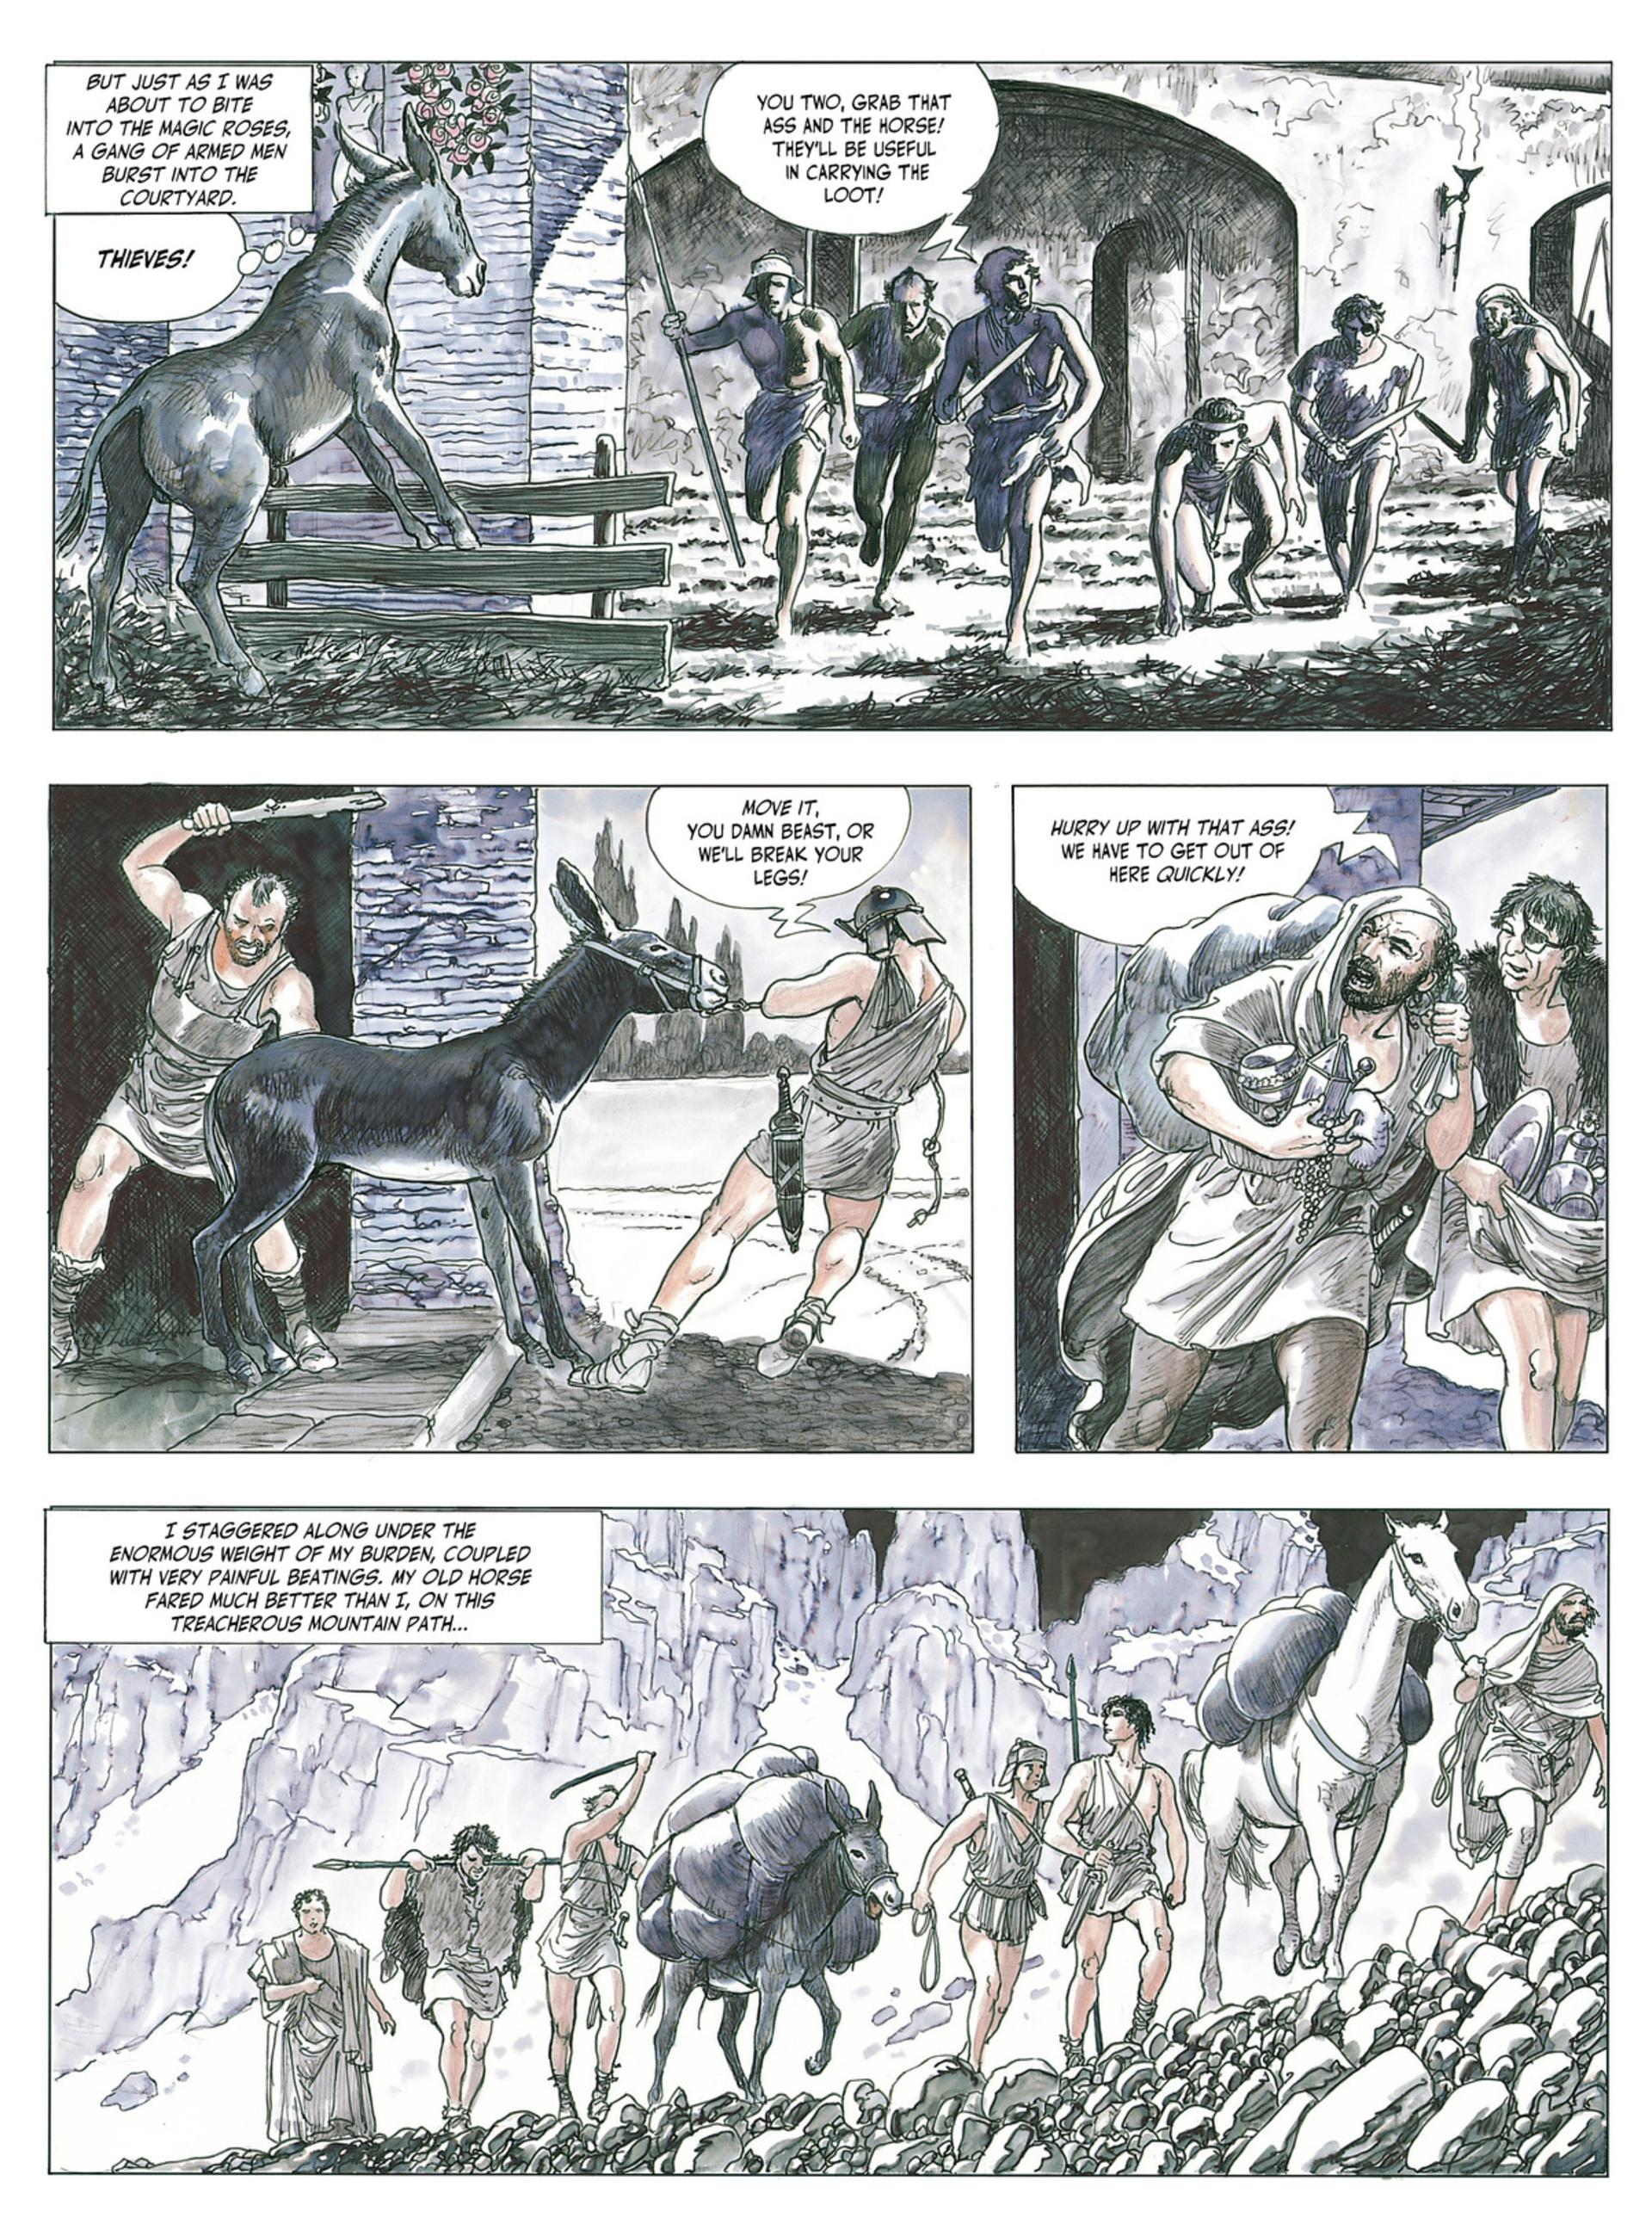 BUT JUST AS I WAS
ABOUT TO BITE
INTO THE MAGIC ROSES,
A GANG OF ARMED MEN
BURST INTO THE
COURTYARD.
THIEVES!
YOU TWO, GRAB THAT
ASS AND THE HORSE!
THEY'LL BE USEFUL
IN CARRYING THE
LOOT!
MOVE IT,
YOU DAMN BEAST, OR
WE'LL BREAK YOUR
LEGS!
HURRY UP WITH THAT ASS!
WE HAVE TO GET OUT OF
HERE QUICKLY!
I STAGGERED ALONG UNDER THE
ENORMOUS WEIGHT OF MY BURDEN, COUPLED
WITH VERY PAINFUL BEATINGS. MY OLD HORSE
FARED MUCH BETTER THAN I, ON THIS
TREACHEROUS MOUNTAIN PATH...